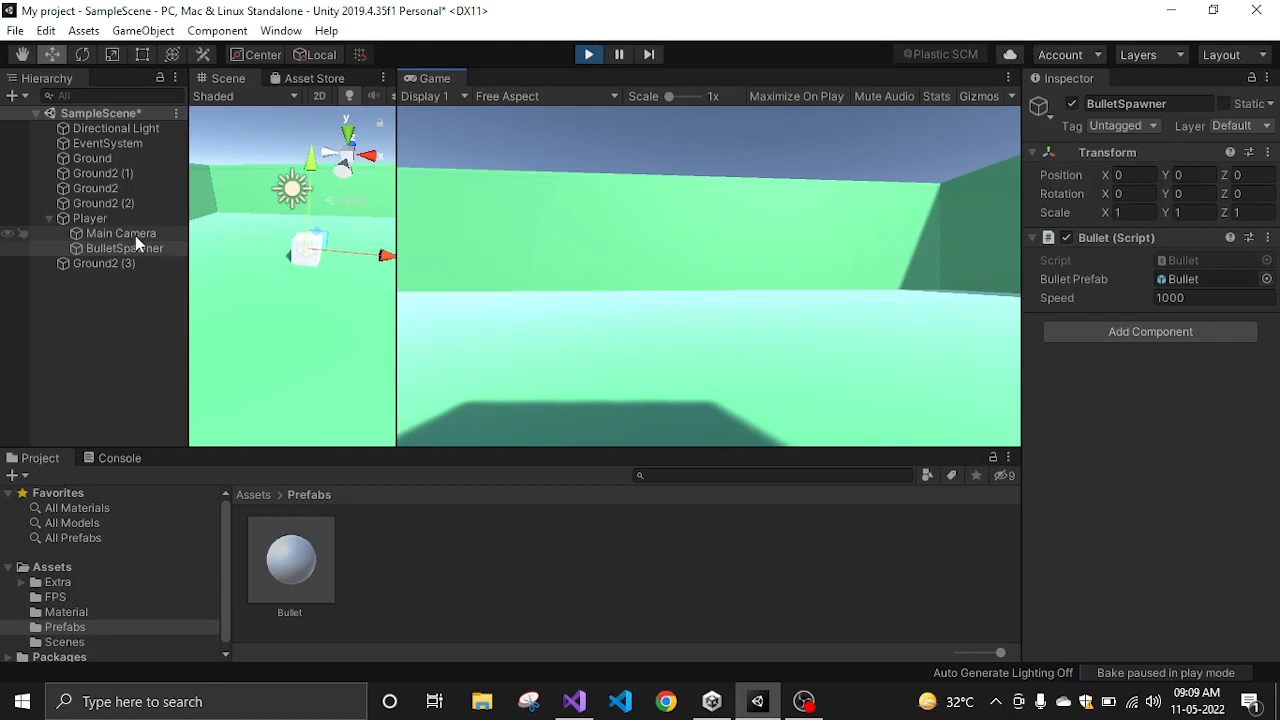 My project - SampleScene - PC, Mac & Linux Standalone - Unity 2019.4.35f1 Personal* <DX11>
File Edit Assets GameObject Component Window Help
Center Local Plastic SCM Account Layers Layout
Hierarchy Scene Asset Store Game Inspector
All Shaded 2D Display 1 Free Aspect Scale 1x Maximize On Play Mute Audio Stats Gizmos BulletSpawner Static
SampleScene*
Tag Untagged Layer Default
Directional Light
EventSystem
Ground
Ground2 (1)
Ground2
Ground2 (2)
Player
Main Camera
BulletSpawner
Ground2 (3)
y
x
Persp
Transform
Position X 0 Y 0 Z 0
Rotation X 0 Y 0 Z 0
Scale X 1 Y 1 Z 1
Bullet (Script)
Script Bullet
Bullet Prefab Bullet
Speed 1000
Add Component
Project Console
9
Favorites
All Materials
All Models
All Prefabs
Assets
Extra
FPS
Material
Prefabs
Scenes
Packages
Assets > Prefabs
Bullet
Auto Generate Lighting Off Bake paused in play mode
Type here to search
32°C
ENG
09:09 AM
11-05-2022
1